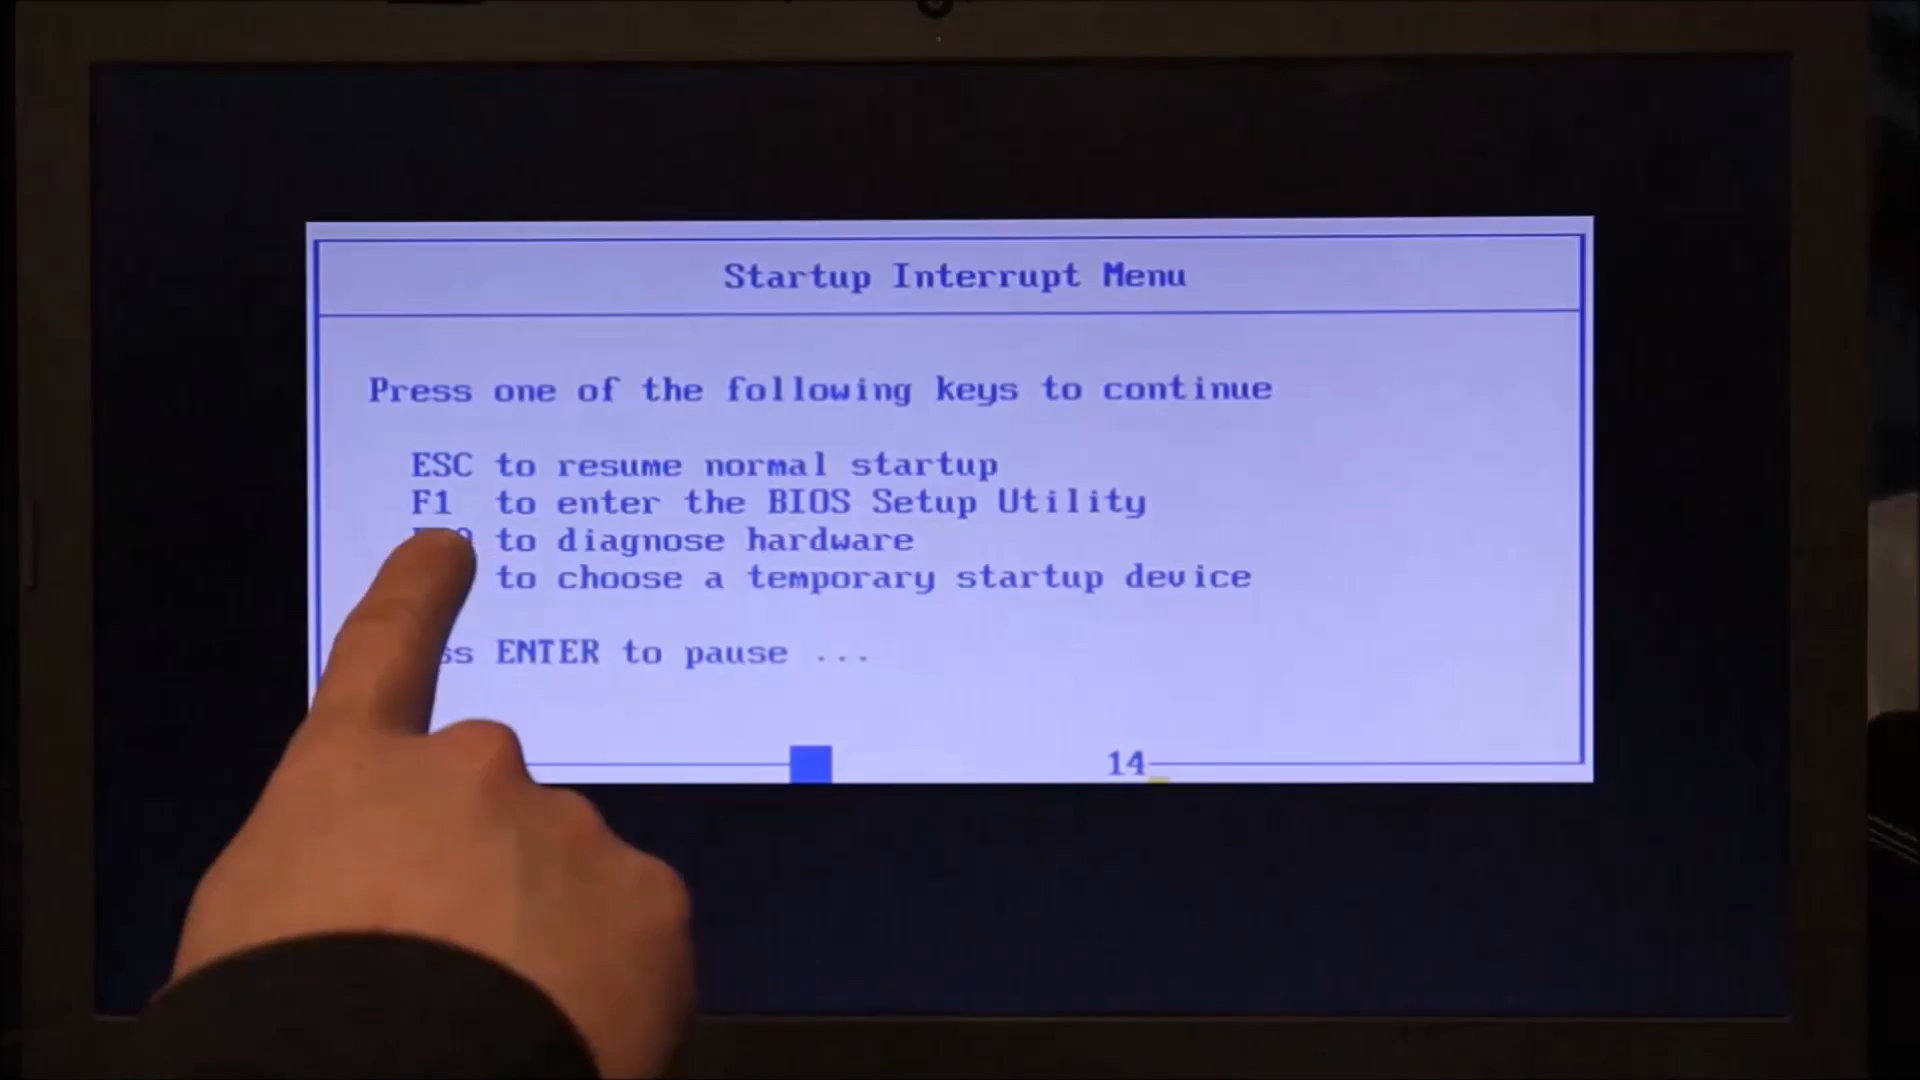 Startup Interrupt Menu
Press one of the following keys to continue
ESC to resume normal startup
F1 to enter the BIOS Setup Utility
to diagnose hardware
to choose a temporary startup device
ENTER to pause ...
14